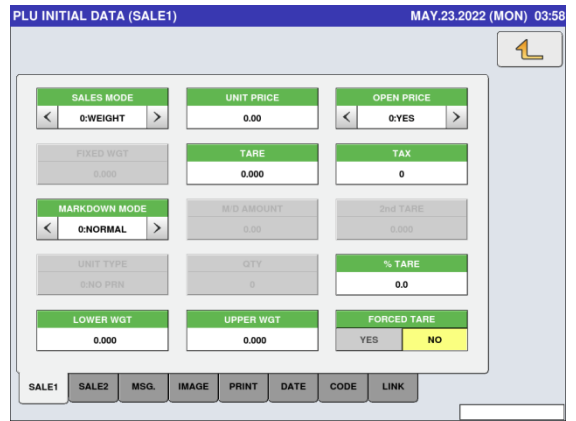 PLU INITIAL DATA (SALE1) MAY.23.2022 (MON) 03:58
SALES MODE UNIT PRICE OPEN PRICE
< 0:WEIGHT > 0.00 < 0:YES >
FIXED WGT TARE TAX
0.000 0.000 0
MARKDOWN MODE M/D AMOUNT 2nd TARE
< 0:NORMAL > 0.00 0.000
UNIT TYPE QTY % TARE
0:NO PRN 0 0.0
LOWER WGT UPPER WGT FORCED TARE
0.000 0.000 YES NO
SALE1 SALE2 MSG. IMAGE PRINT DATE CODE LINK